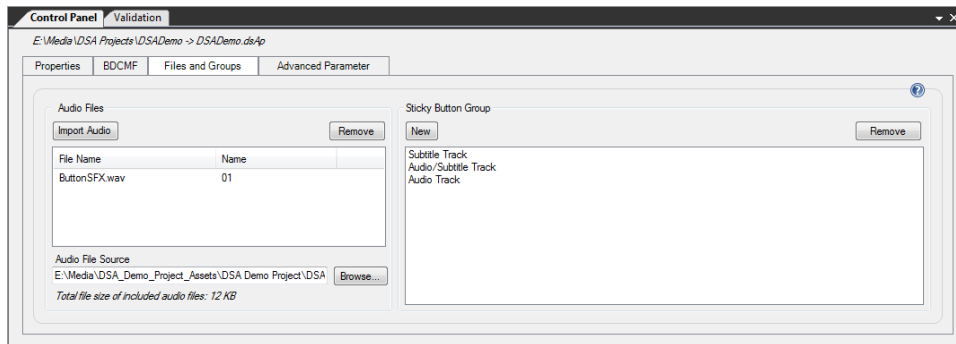 Control Panel Validation
E:\Media\DSA Projects\DSADemo -> DSADemo.dsAp
Properties BDCMF Files and Groups Advanced Parameter
Audio Files
Import Audio Remove
File Name Name
ButtonSFX.wav 01
Audio File Source
E:\Media\DSA_Demo_Project_Assets\DSA Demo Project\DSA Browse...
Total file size of included audio files: 12 KB
Sticky Button Group
New Remove
Subtitle Track
Audio/Subtitle Track
Audio Track